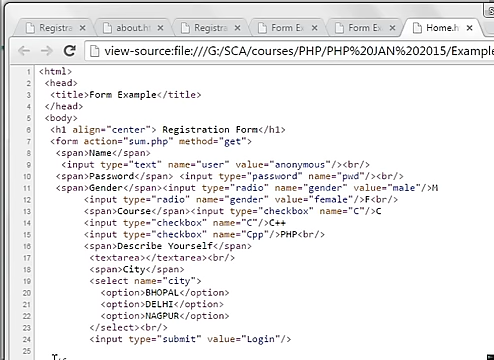 Registra
about.ht
Registra
Form Ex
Form Ex
Home.h
view-source:file:///G:/SCA/courses/PHP/PHP%20JAN%202015/Example
1 <html>
2 <head>
3 <title>Form Example</title>
4 </head>
5 <body>
6 <h1 align="center"> Registration Form</h1>
7 <form action="sum.php" method="get">
8 <span>Name</span>
9 <input type="text" name="user" value="anonymous"/><br/>
10 <span>Password</span> <input type="password" name="pwd"/><br/>
11 <span>Gender</span><input type="radio" name="gender" value="male"/>M
12 <input type="radio" name="gender" value="female"/>F<br/>
13 <span>Course</span><input type="checkbox" name="C"/>C
14 <input type="checkbox" name="C"/>C++
15 <input type="checkbox" name="Cpp"/>PHP<br/>
16 <span>Describe Yourself</span>
17 <textarea></textarea><br/>
18 <span>City</span>
19 <select name="city">
20 <option>BHOPAL</option>
21 <option>DELHI</option>
22 <option>NAGPUR</option>
23 </select><br/>
24 <input type="submit" value="Login"/>
25